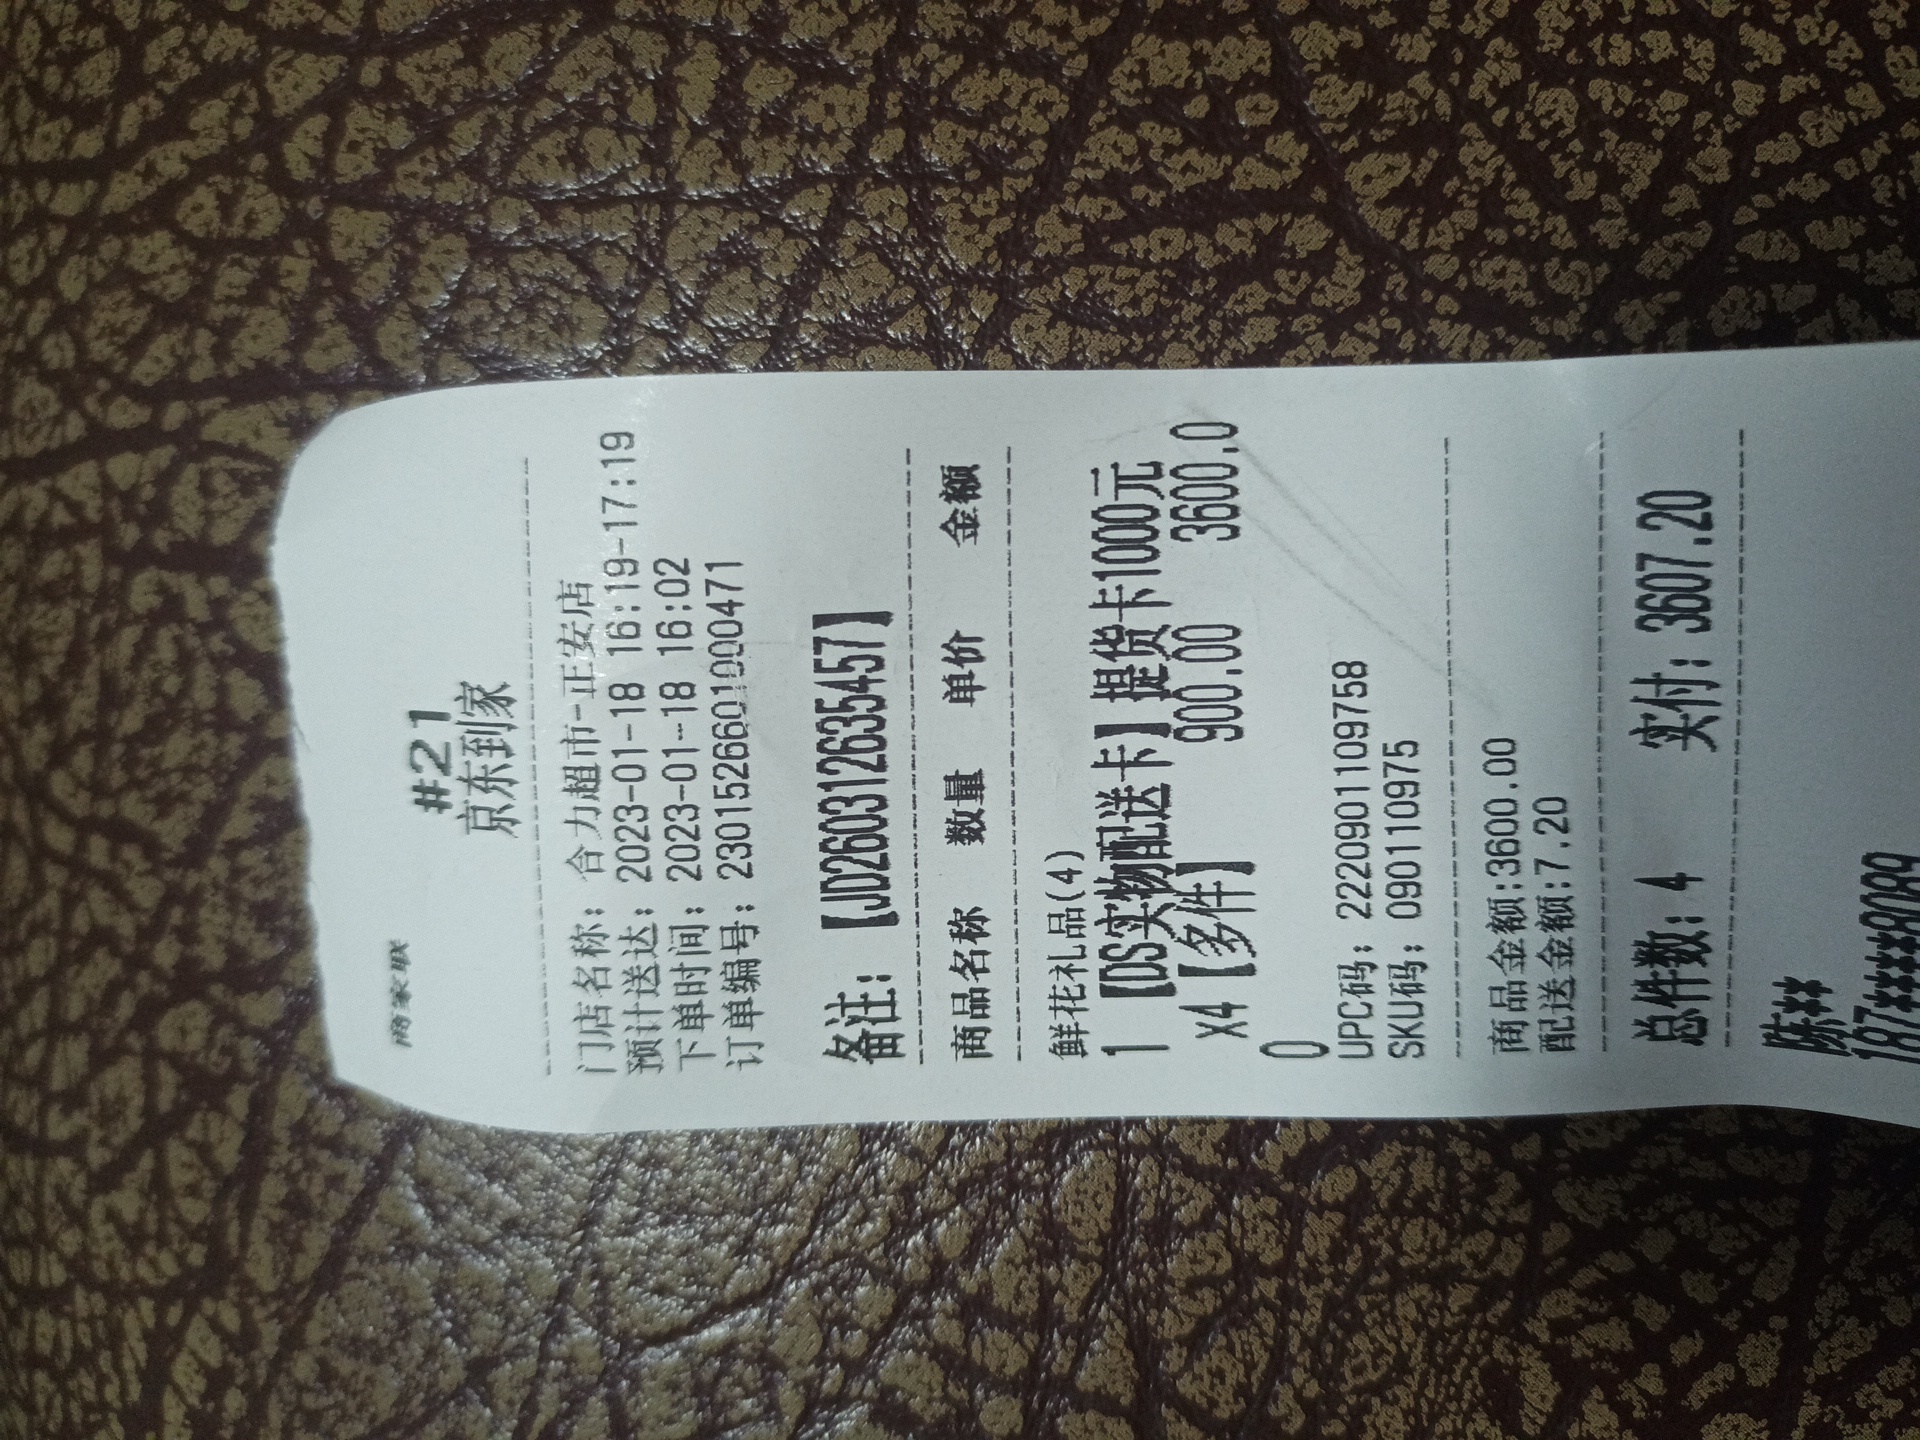 商家联
#21
京东到家
门店名称：合力超市-正安店
预计送达：2023-01-18 16:19-17:19
下单时间：2023-01-18 16:02
订单编号：2301526601000471
备注：【JD2603126354​57】
商品名称 数量 单价 金额
鲜花礼品(4)
1 【DS实物配送卡】提货卡1000元
x4【多件】 900.00 3600.0
0
UPC码：2220901109758
SKU码：090110975
商品金额:3600.00
配送金额:7.20
总件数：4 实付：3607.20
陈**
187****8089